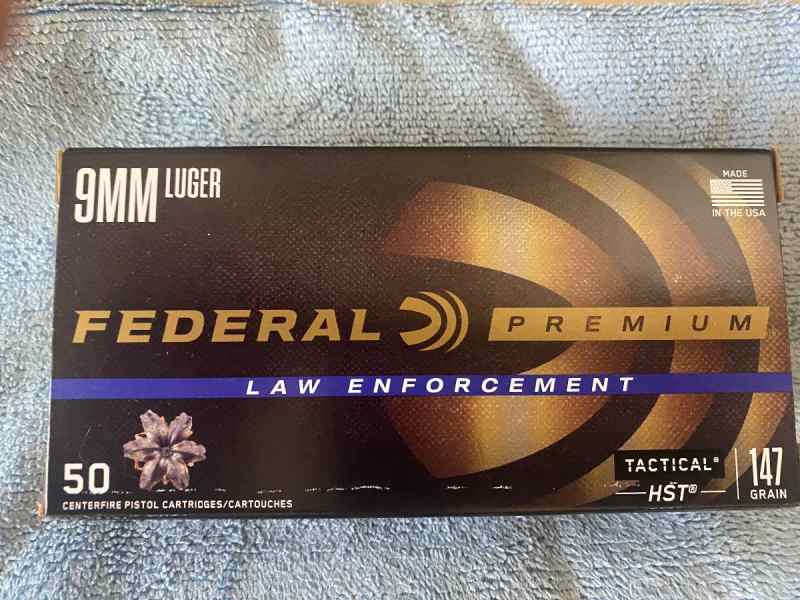 9MM LUGER
MADE
IN THE USA
FEDERAL PREMIUM
LAW ENFORCEMENT
50
CENTERFIRE PISTOL CARTRIDGES/CARTOUCHES
TACTICAL®
HST®
147
GRAIN